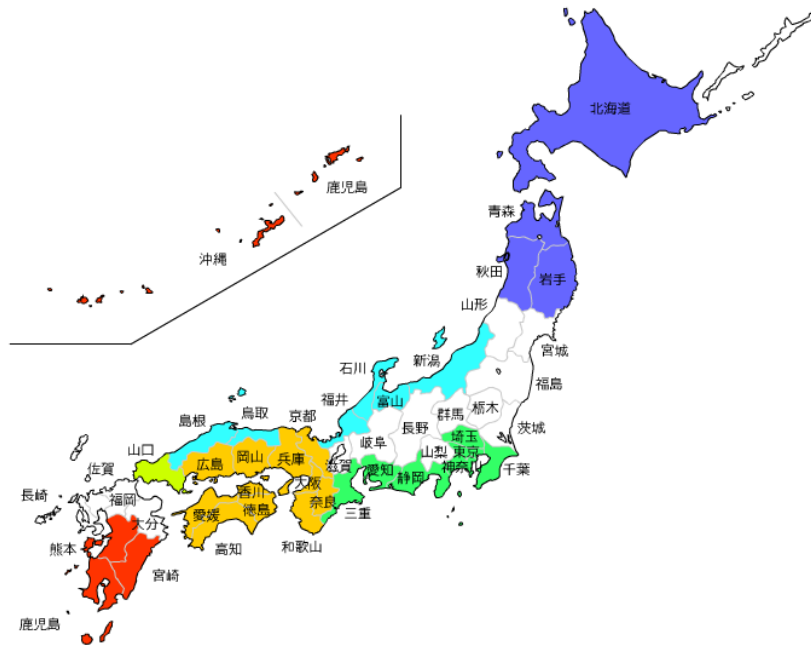 北海道
鹿児島
青森
沖縄
秋田
岩手
山形
宮城
新潟
石川
福島
福井
富山
群馬
栃木
島根
鳥取
京都
長野
茨城
岐阜
埼玉
山口
広島
岡山
兵庫
滋賀
山梨
東京
佐賀
愛知
静岡
神奈川
千葉
長崎
福岡
香川
大阪
奈良
大分
愛媛
徳島
三重
熊本
高知
和歌山
宮崎
鹿児島